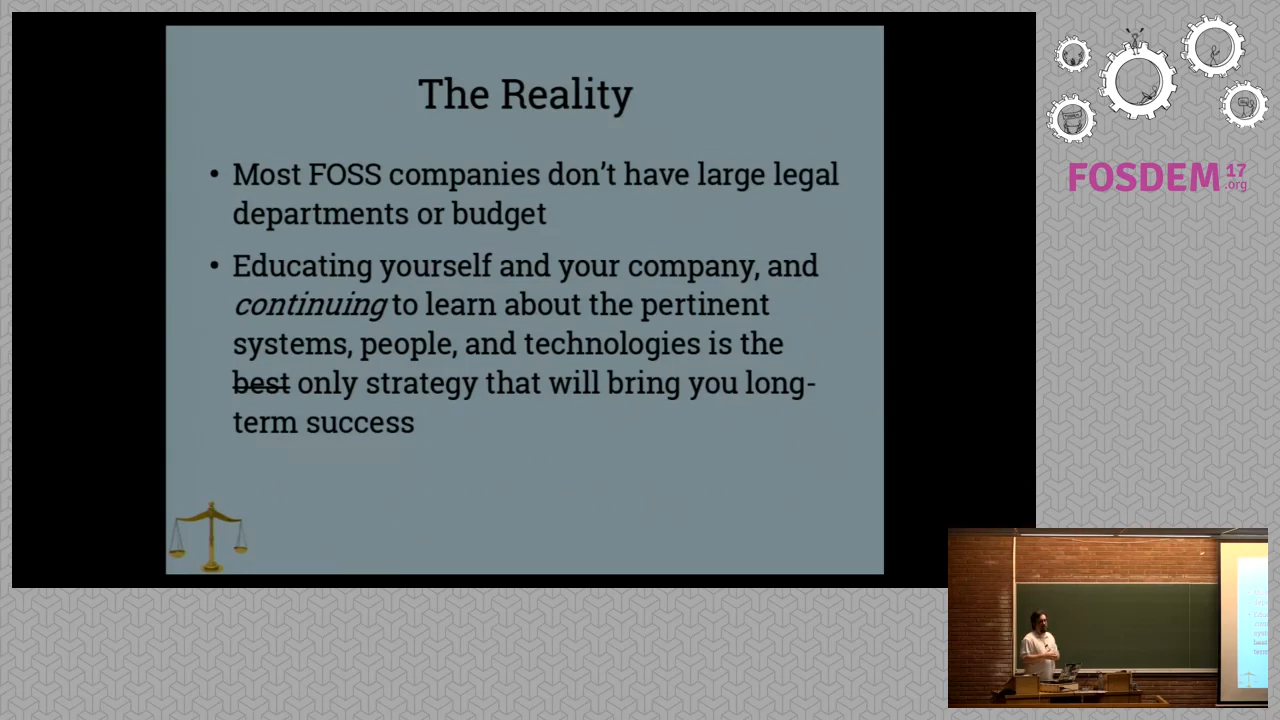 The Reality
• Most FOSS companies don't have large legal
departments or budget
• Educating yourself and your company, and
continuing to learn about the pertinent
systems, people, and technologies is the
best only strategy that will bring you long-
term success
FOSDEM 17
.org